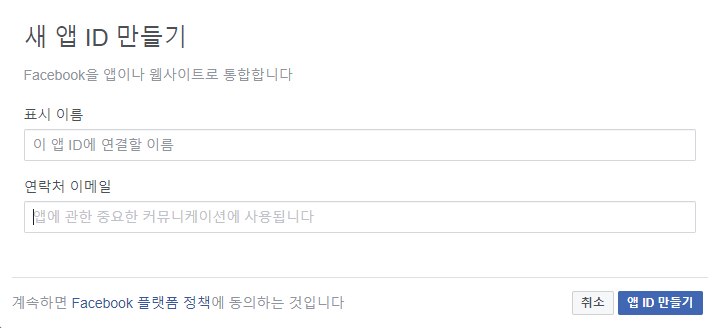 새 앱 ID 만들기
Facebook을 앱이나 웹사이트로 통합합니다
표시 이름
이 앱 ID에 연결할 이름
연락처 이메일
앱에 관한 중요한 커뮤니케이션에 사용됩니다
계속하면 Facebook 플랫폼 정책에 동의하는 것입니다 취소 앱 ID 만들기